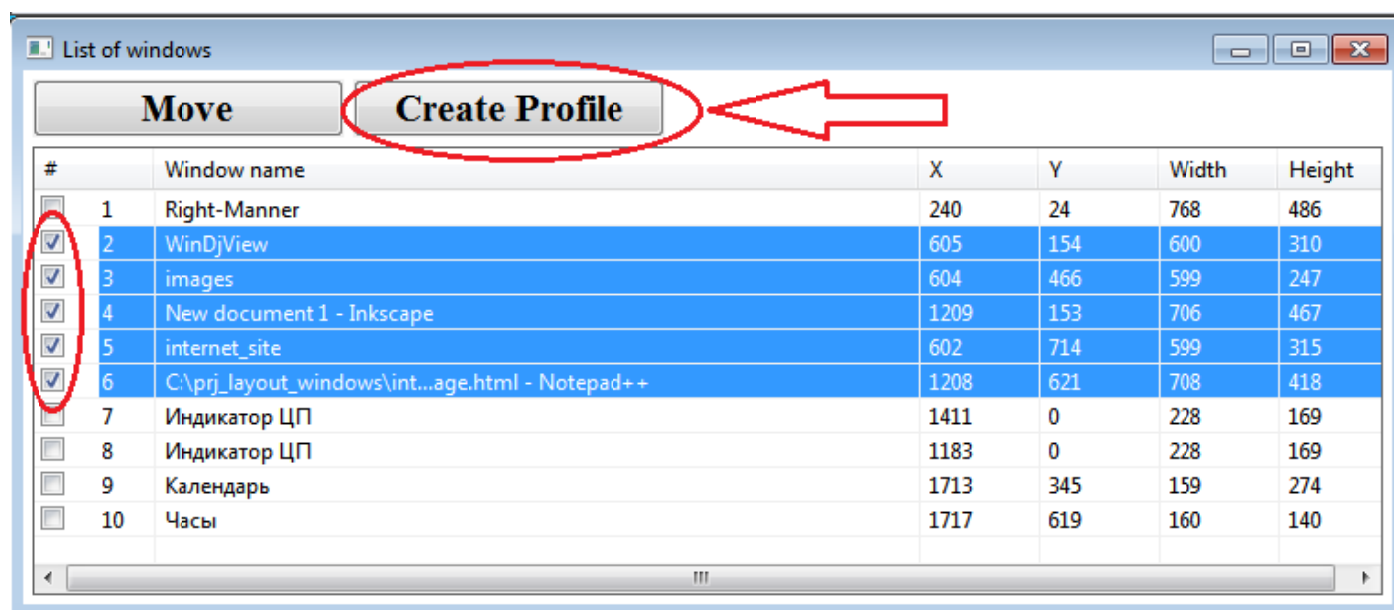 List of windows
Move Create Profile
# Window name X Y Width Height
1 Right-Manner 240 24 768 486
2 WinDjView 605 154 600 310
3 images 604 466 599 247
4 New document 1 - Inkscape 1209 153 706 467
5 internet_site 602 714 599 315
6 C:\prj_layout_windows\int...age.html - Notepad++ 1208 621 708 418
7 Индикатор ЦП 1411 0 228 169
8 Индикатор ЦП 1183 0 228 169
9 Календарь 1713 345 159 274
10 Часы 1717 619 160 140